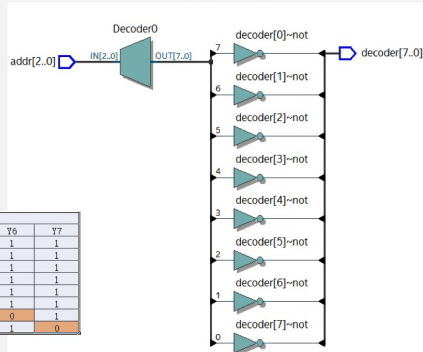 Decoder0
addr[2..0]
IN[2..0]
OUT[7..0]
decoder[7..0]
7
decoder[0]~not
6
decoder[1]~not
5
decoder[2]~not
4
decoder[3]~not
3
decoder[4]~not
2
decoder[5]~not
1
decoder[6]~not
0
decoder[7]~not
Y6 Y7
1 1
1 1
1 1
1 1
1 1
1 1
0 1
1 0